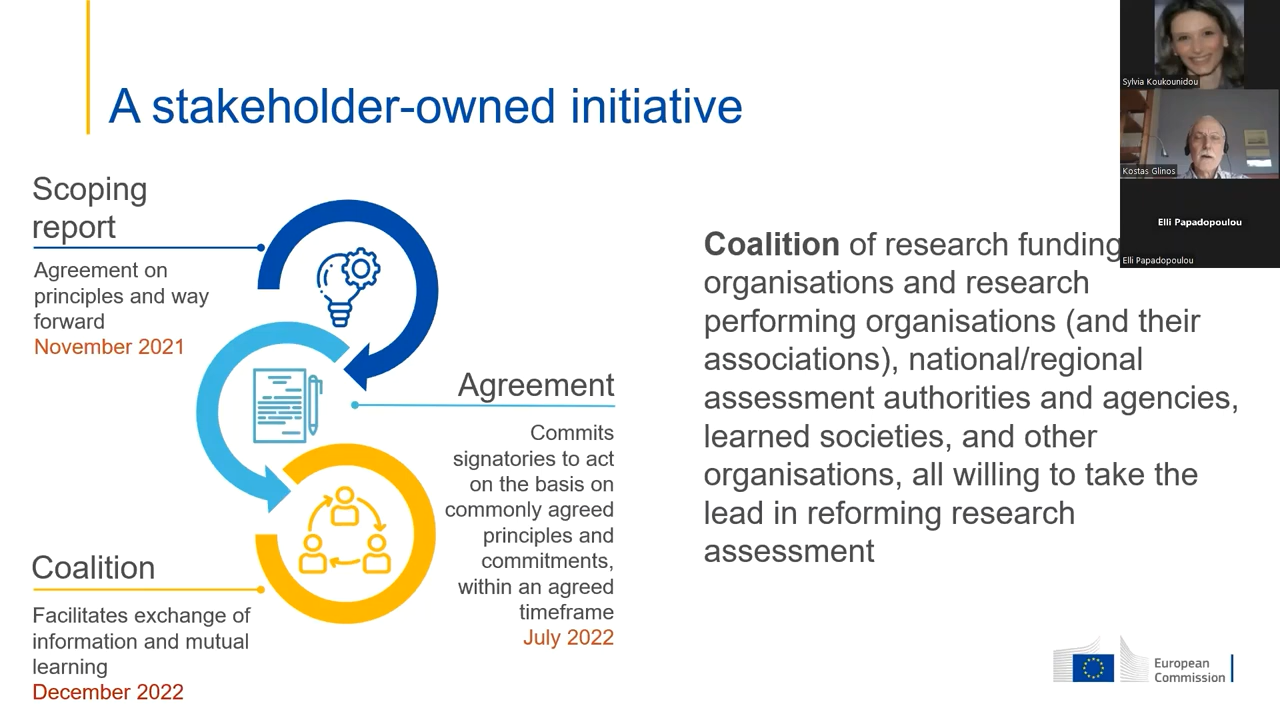 A stakeholder-owned initiative
Scoping
report
Agreement on
principles and way
forward
November 2021
Agreement
Commits
signatories to act
on the basis on
commonly agreed
principles and
commitments,
within an agreed
timeframe
July 2022
Coalition
Facilitates exchange of
information and mutual
learning
December 2022
Coalition of research funding
organisations and research
performing organisations (and their
associations), national/regional
assessment authorities and agencies,
learned societies, and other
organisations, all willing to take the
lead in reforming research
assessment
European
Commission
Sylvia Koukounidou
Kostas Glinos
Elli Papadopoulou
Elli Papadopoulou